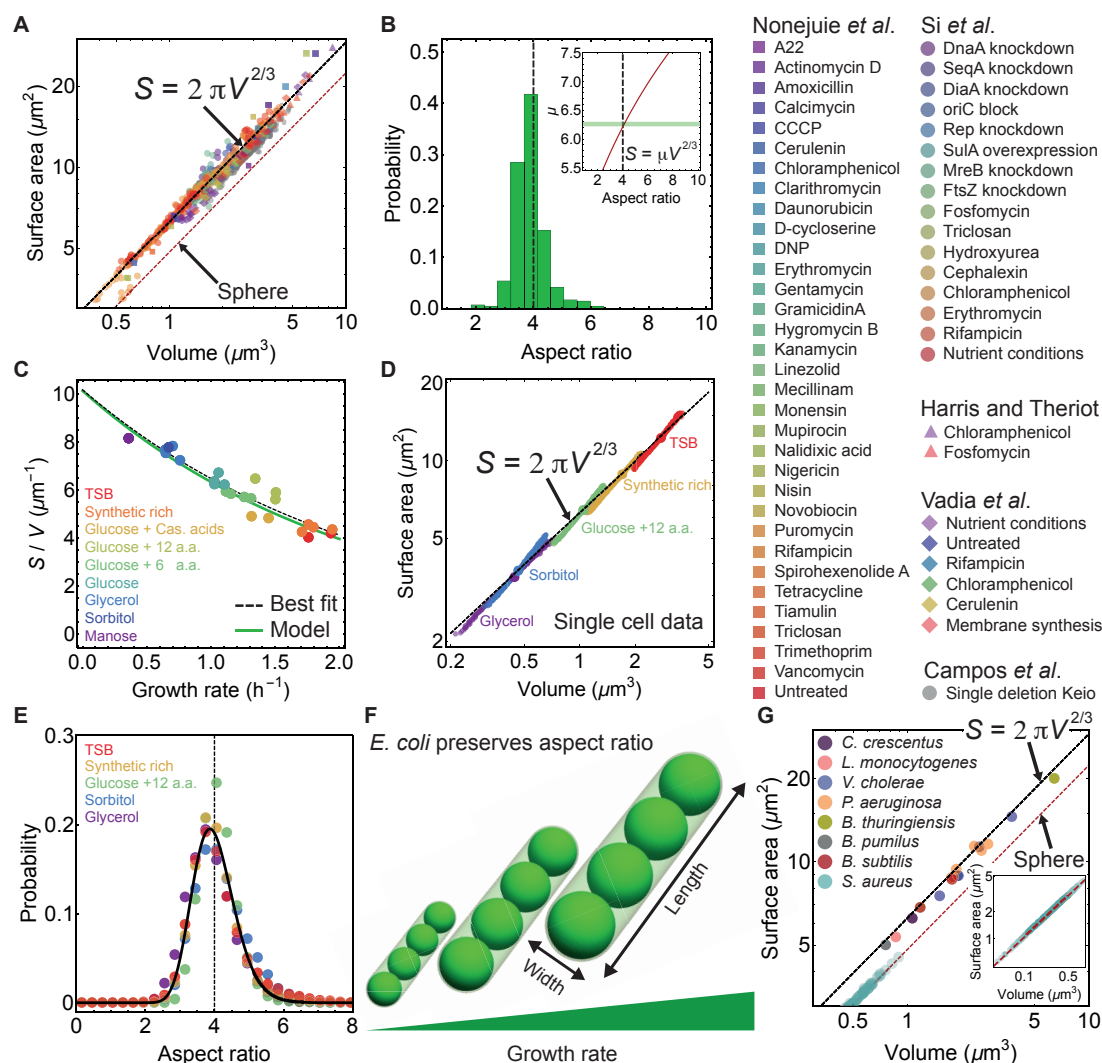 A
Surface area (μm²)
20
10
5
0.5
1
5
10
Volume (μm³)
S = 2 πV^2/3
Sphere
B
Probability
0.5
0.4
0.3
0.2
0.1
0.0
2
4
6
8
10
Aspect ratio
μ
7.5
7.0
6.5
6.0
5.5
S = μV^2/3
2
4
6
8
10
Aspect ratio
C
S / V (μm⁻¹)
10
8
6
4
2
0
TSB
Synthetic rich
Glucose + Cas. acids
Glucose + 12 a.a.
Glucose + 6 a.a.
Glucose
Glycerol
Sorbitol
Manose
Best fit
Model
0.0
0.5
1.0
1.5
2.0
Growth rate (h⁻¹)
D
Surface area (μm²)
20
10
5
2
S = 2 πV^2/3
TSB
Synthetic rich
Glucose +12 a.a.
Sorbitol
Glycerol
Single cell data
0.2
0.5
1
2
5
Volume (μm³)
Nonejuie et al.
A22
Actinomycin D
Amoxicillin
Calcimycin
CCCP
Cerulenin
Chloramphenicol
Clarithromycin
Daunorubicin
D-cycloserine
DNP
Erythromycin
Gentamycin
GramicidinA
Hygromycin B
Kanamycin
Linezolid
Mecillinam
Monensin
Mupirocin
Nalidixic acid
Nigericin
Nisin
Novobiocin
Puromycin
Rifampicin
Spirohexenolide A
Tetracycline
Tiamulin
Triclosan
Trimethoprim
Vancomycin
Untreated
Si et al.
DnaA knockdown
SeqA knockdown
DiaA knockdown
oriC block
Rep knockdown
SulA overexpression
MreB knockdown
FtsZ knockdown
Fosfomycin
Triclosan
Hydroxyurea
Cephalexin
Chloramphenicol
Erythromycin
Rifampicin
Nutrient conditions
Harris and Theriot
Chloramphenicol
Fosfomycin
Vadia et al.
Nutrient conditions
Untreated
Rifampicin
Chloramphenicol
Cerulenin
Membrane synthesis
Campos et al.
Single deletion Keio
E
Probability
0.3
0.2
0.1
0
TSB
Synthetic rich
Glucose +12 a.a.
Sorbitol
Glycerol
0
2
4
6
8
Aspect ratio
F
E. coli preserves aspect ratio
Length
Width
Growth rate
G
S = 2 πV^2/3
Surface area (μm²)
20
10
5
C. crescentus
L. monocytogenes
V. cholerae
P. aeruginosa
B. thuringiensis
B. pumilus
B. subtilis
S. aureus
Sphere
Surface area (μm²)
5
2
1
0.1
0.5
Volume (μm³)
0.5
1
5
10
Volume (μm³)